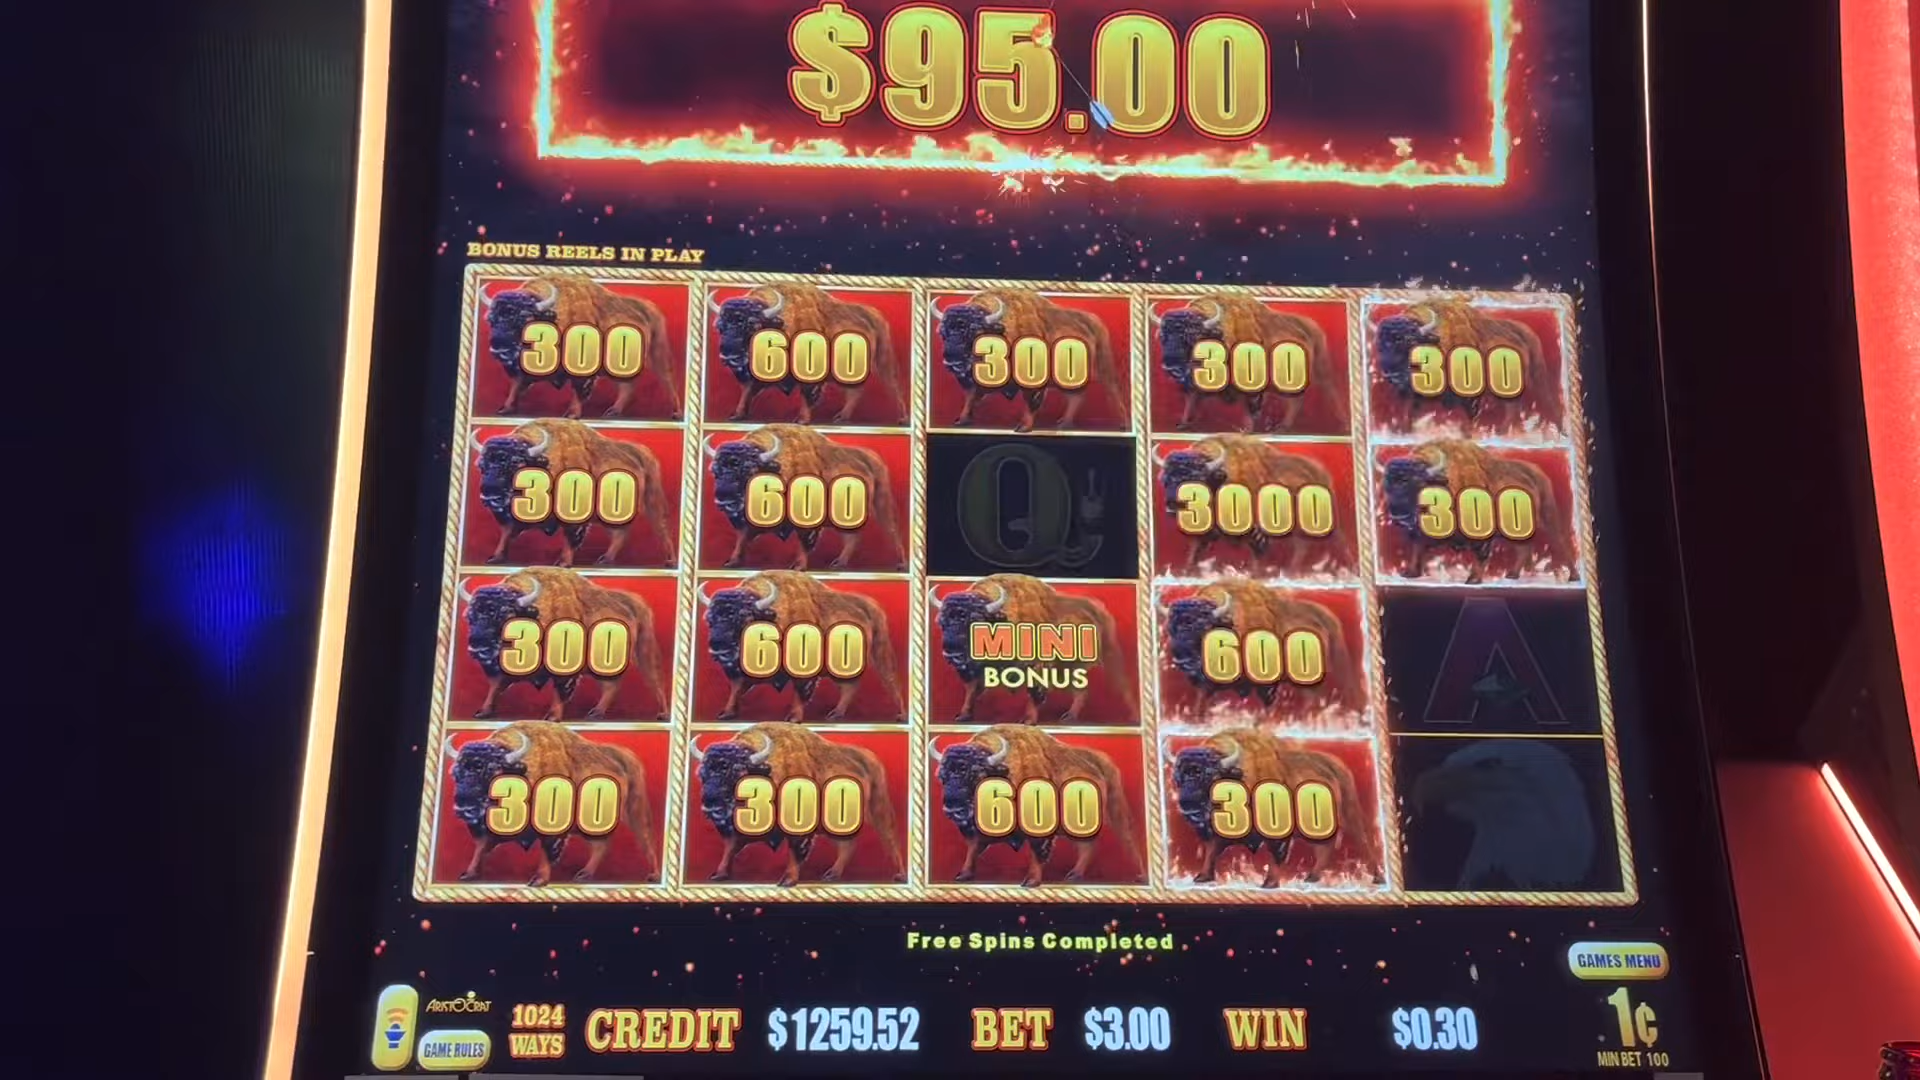 $95.00
BONUS REELS IN PLAY
300 600 300 300 300
300 600 Q 3000 300
300 600 MINI BONUS 600 A
300 300 600 300
Free Spins Completed
GAMES MENU
ARISTOCRAT
GAME RULES
1024 WAYS
CREDIT $1259.52 BET $3.00 WIN $0.30
1¢
MIN BET 100